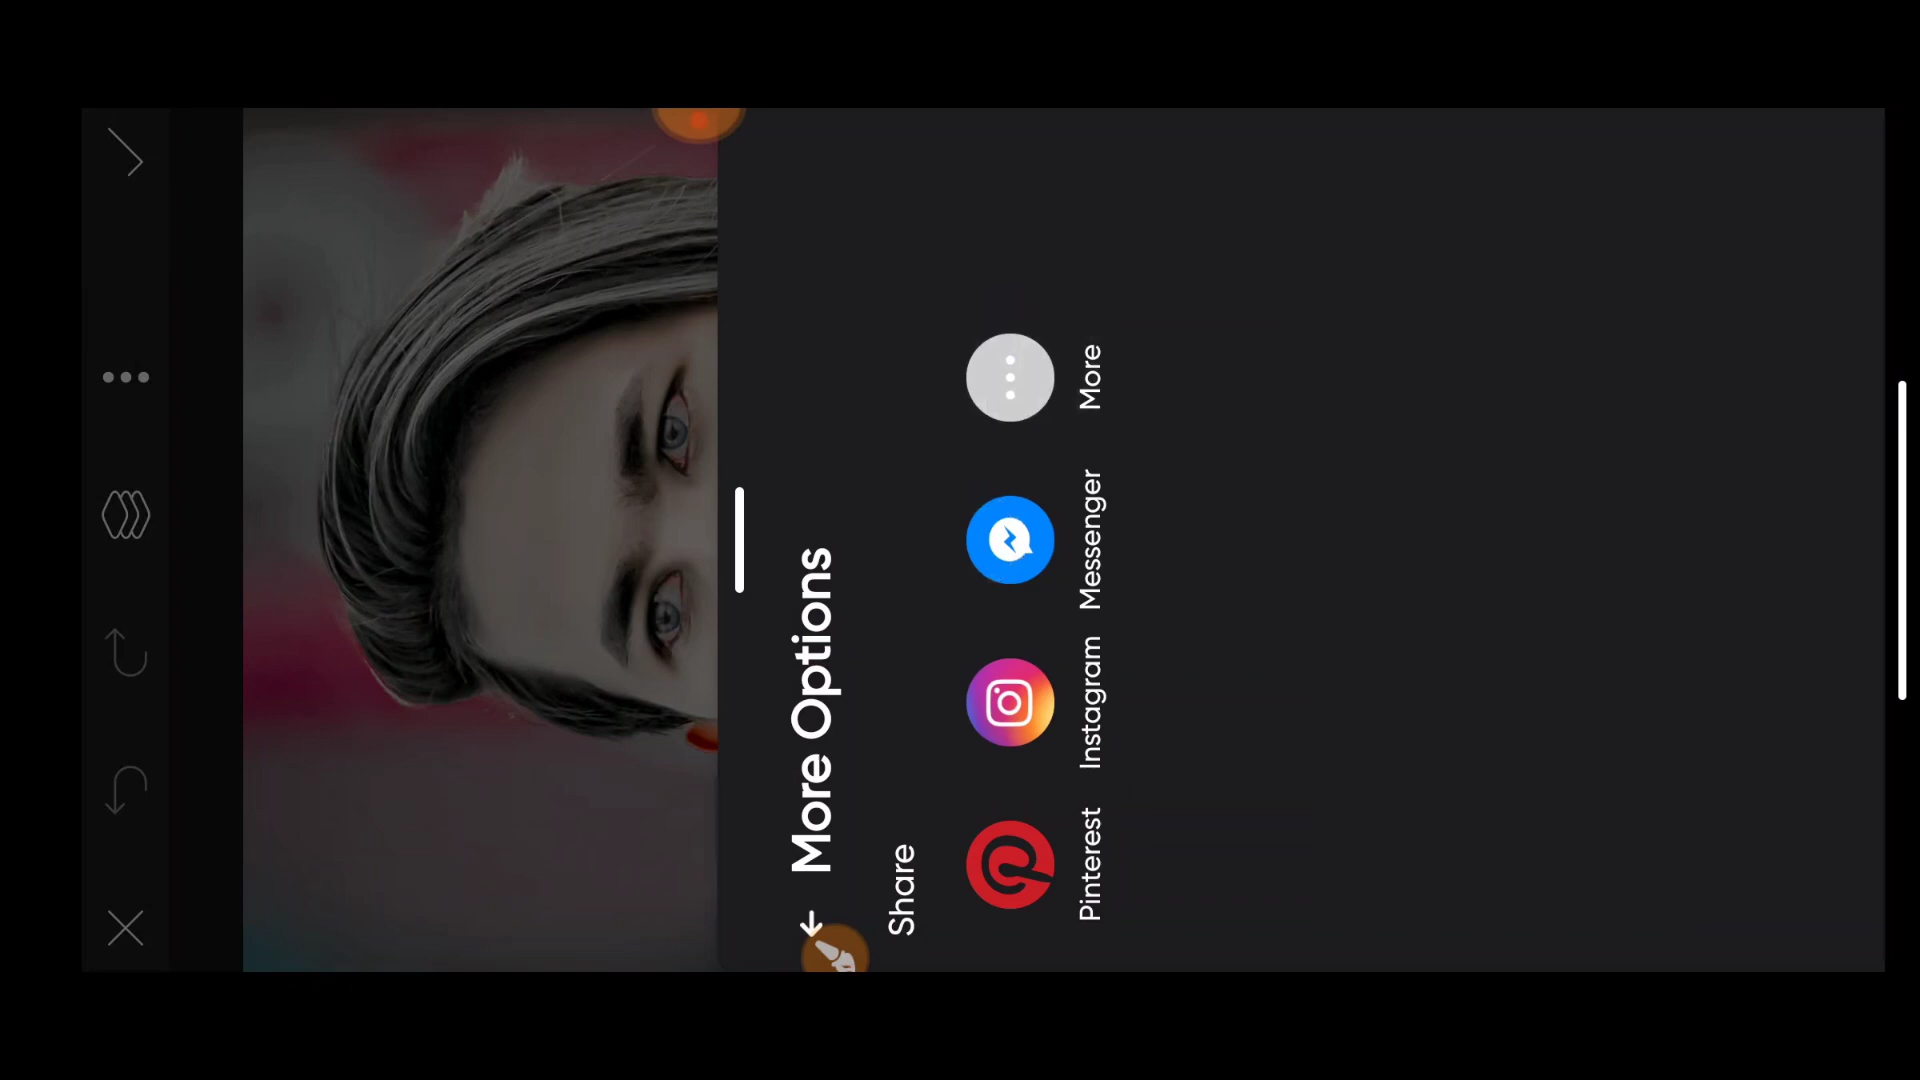 More Options
Share
Pinterest
Instagram
Messenger
More